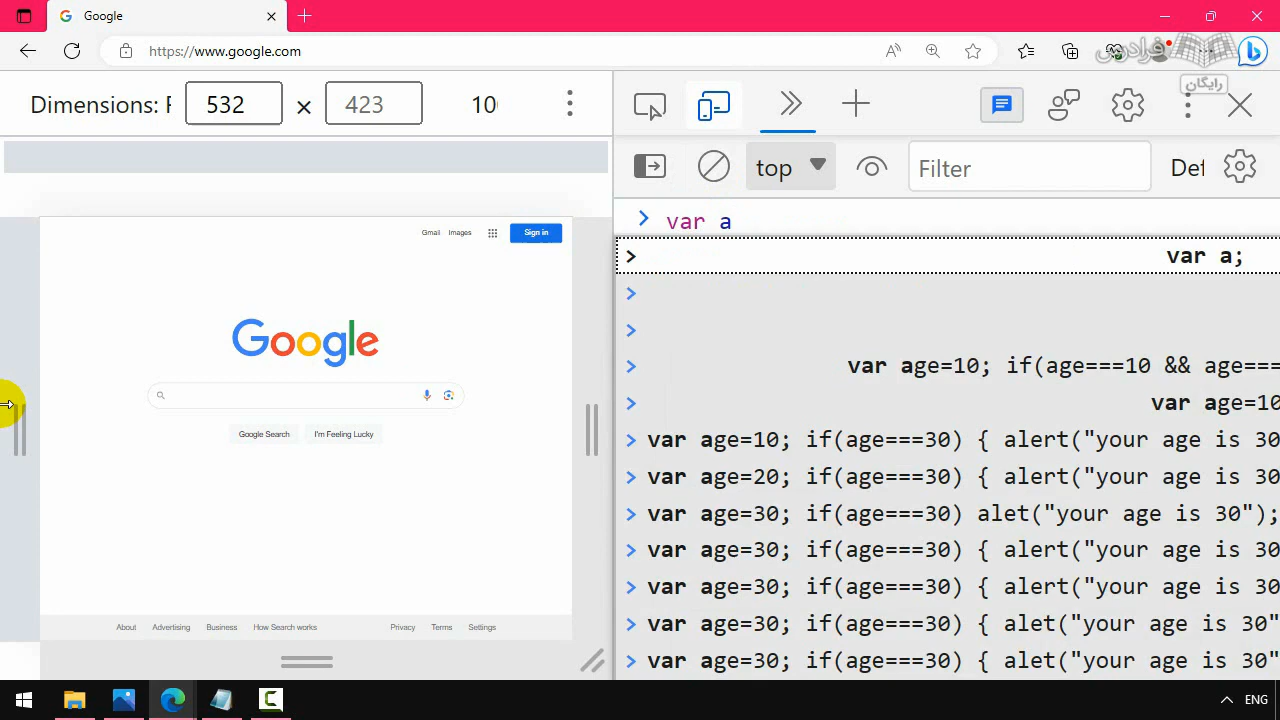 Google
https://www.google.com
فرادرس
رایگان
Dimensions: F 532 × 423 10
top Filter Def
var a
var a;
var age=10; if(age===10 && age===
var age=10
var age=10; if(age===30) { alert("your age is 30
var age=20; if(age===30) { alert("your age is 30
var age=30; if(age===30) alet("your age is 30");
var age=30; if(age===30) { alert("your age is 30
var age=30; if(age===30) { alert("your age is 30
var age=30; if(age===30) { alet("your age is 30"
var age=30; if(age===30) { alet("your age is 30"
Gmail Images Sign in
Google
Google Search I'm Feeling Lucky
About Advertising Business How Search works Privacy Terms Settings
ENG